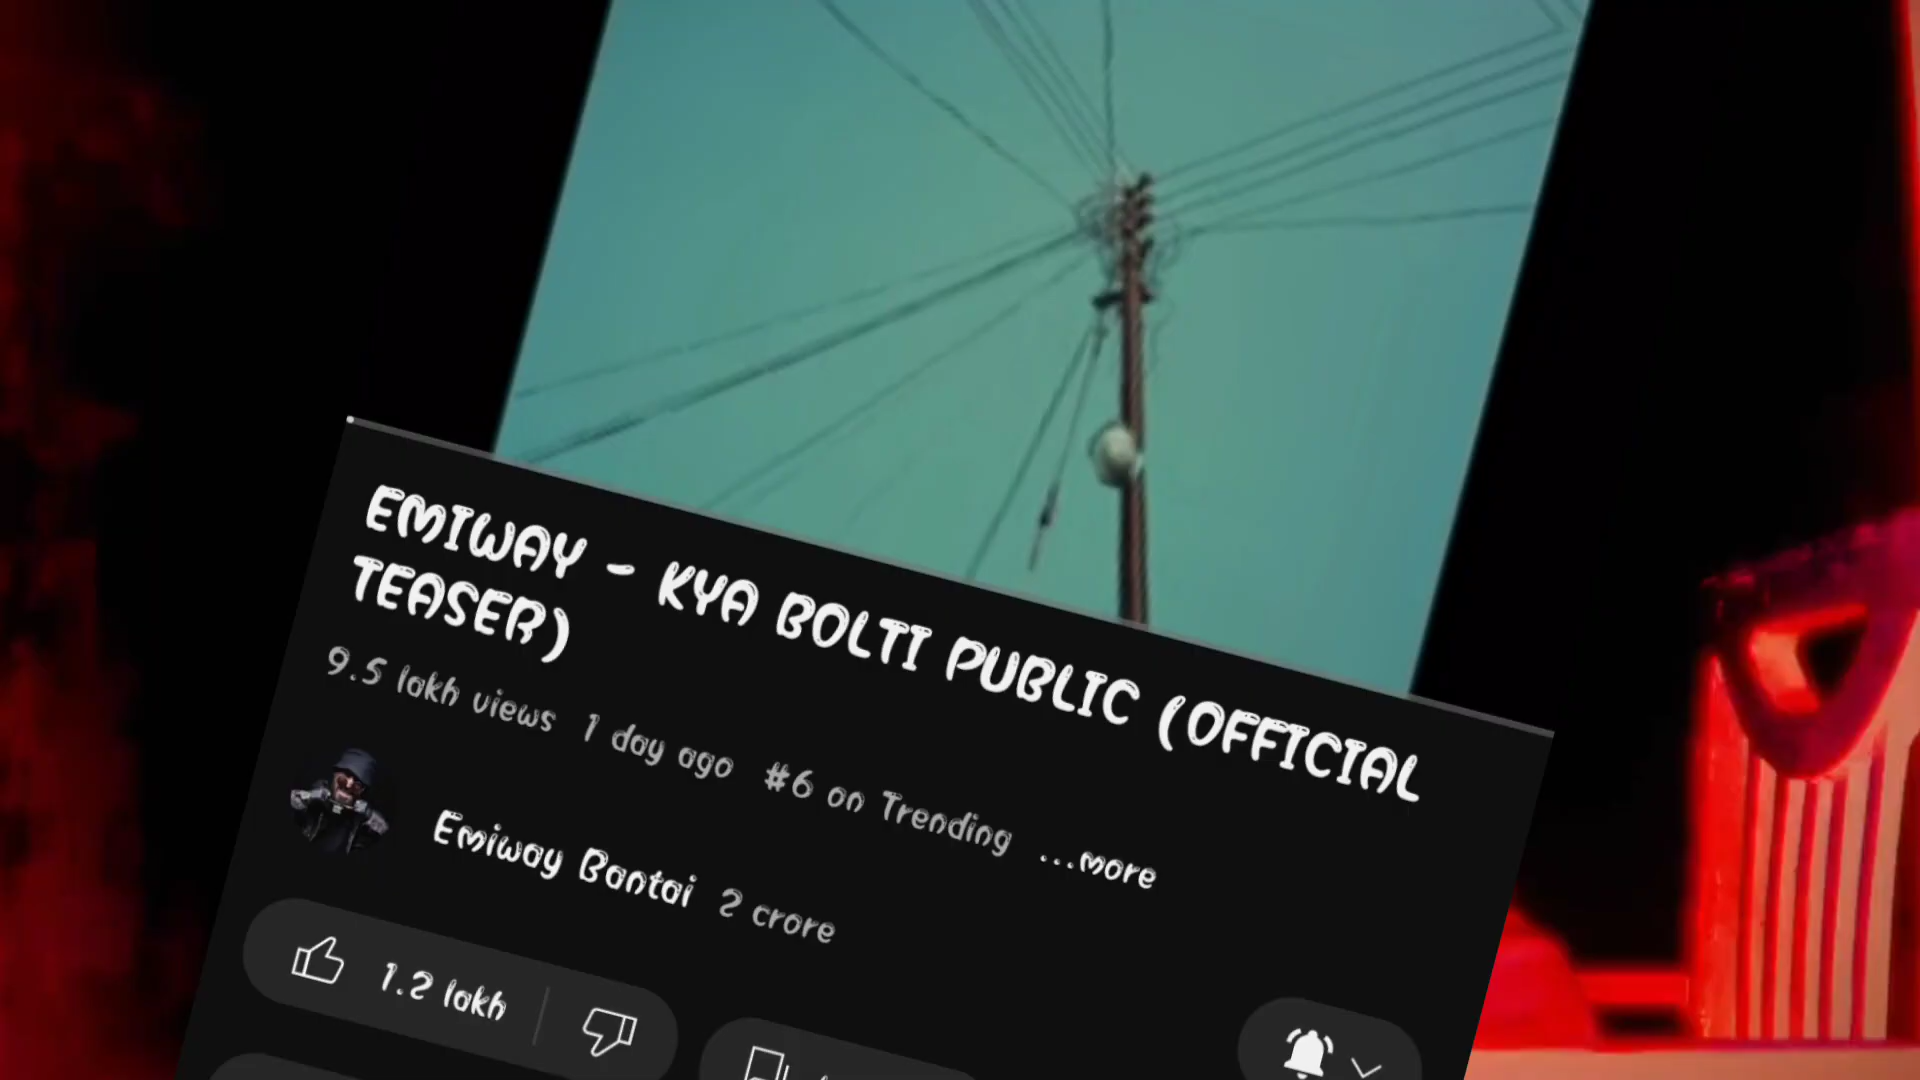 EMIWAY - KYA BOLTI PUBLIC (OFFICIAL
TEASER)
9.5 lakh views 1 day ago #6 on Trending ...more
Emiway Bantai 2 crore
1.2 lakh